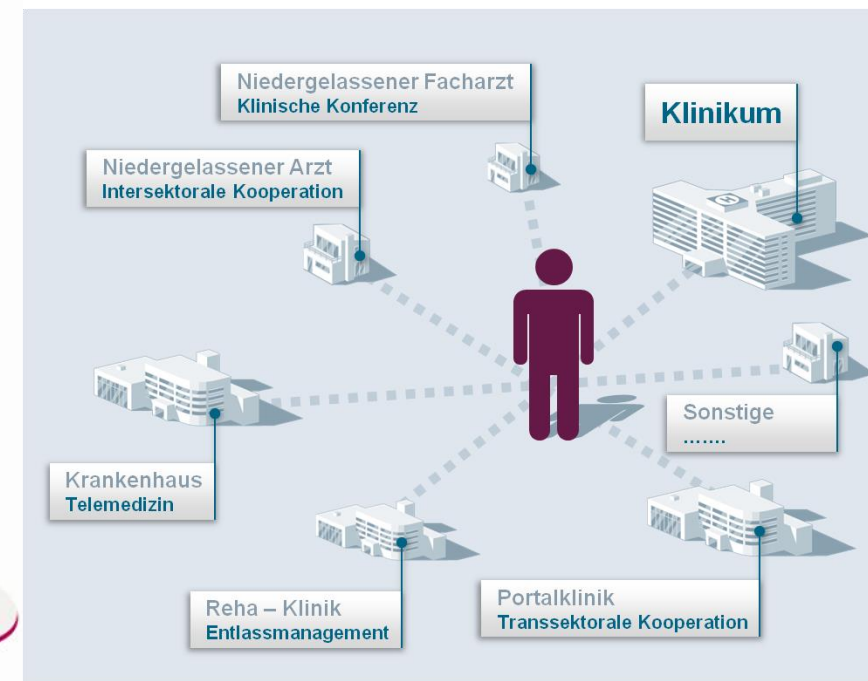 Niedergelassener Facharzt
Klinische Konferenz
Klinikum
Niedergelassener Arzt
Intersektorale Kooperation
H
Sonstige
.......
Krankenhaus
Telemedizin
Reha – Klinik
Entlassmanagement
Portalklinik
Transsektorale Kooperation